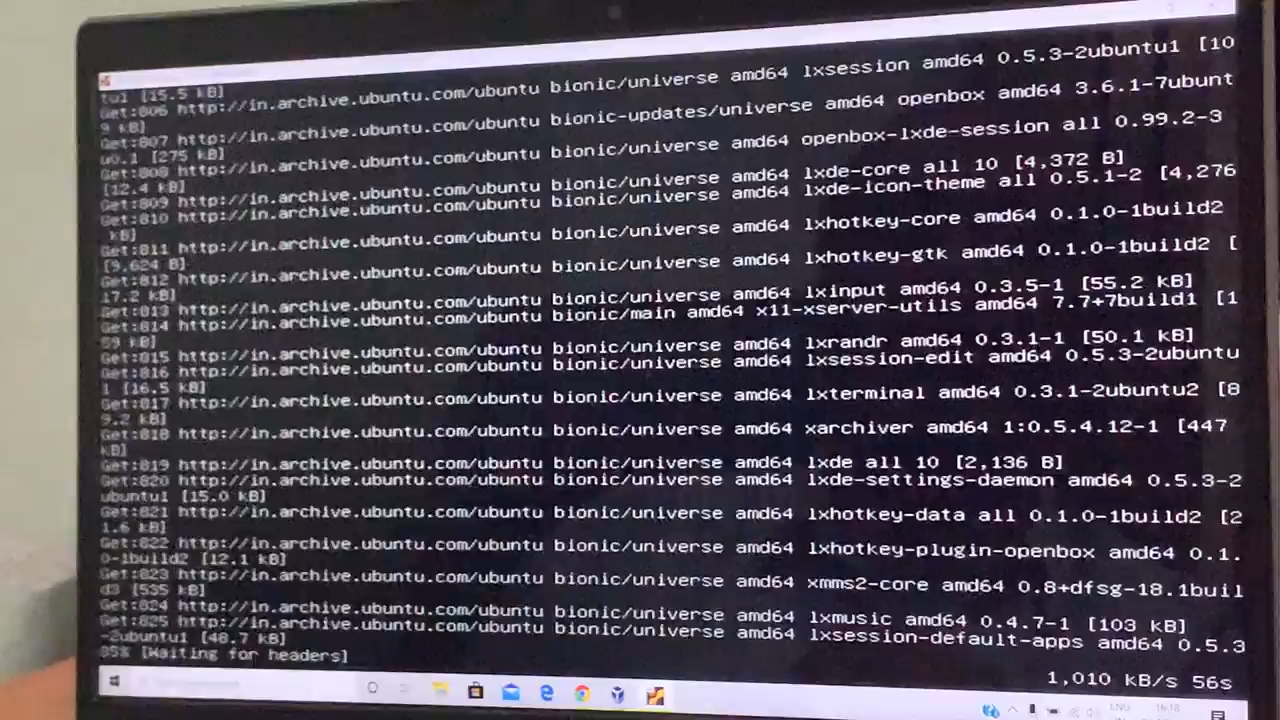 tu1 [15.5 kB]
Get:806 http://in.archive.ubuntu.com/ubuntu bionic/universe amd64 lxsession amd64 0.5.3-2ubuntu1 [10
9 kB]
Get:807 http://in.archive.ubuntu.com/ubuntu bionic-updates/universe amd64 openbox amd64 3.6.1-7ubunt
u0.1 [275 kB]
Get:808 http://in.archive.ubuntu.com/ubuntu bionic/universe amd64 openbox-lxde-session all 0.99.2-3
[12.4 kB]
Get:809 http://in.archive.ubuntu.com/ubuntu bionic/universe amd64 lxde-core all 10 [4,372 B]
Get:810 http://in.archive.ubuntu.com/ubuntu bionic/universe amd64 lxde-icon-theme all 0.5.1-2 [4,276
kB]
Get:811 http://in.archive.ubuntu.com/ubuntu bionic/universe amd64 lxhotkey-core amd64 0.1.0-1build2
[9,624 B]
Get:812 http://in.archive.ubuntu.com/ubuntu bionic/universe amd64 lxhotkey-gtk amd64 0.1.0-1build2 [
17.2 kB]
Get:813 http://in.archive.ubuntu.com/ubuntu bionic/universe amd64 lxinput amd64 0.3.5-1 [55.2 kB]
Get:814 http://in.archive.ubuntu.com/ubuntu bionic/main amd64 x11-xserver-utils amd64 7.7+7build1 [1
59 kB]
Get:815 http://in.archive.ubuntu.com/ubuntu bionic/universe amd64 lxrandr amd64 0.3.1-1 [50.1 kB]
Get:816 http://in.archive.ubuntu.com/ubuntu bionic/universe amd64 lxsession-edit amd64 0.5.3-2ubuntu
1 [16.5 kB]
Get:817 http://in.archive.ubuntu.com/ubuntu bionic/universe amd64 lxterminal amd64 0.3.1-2ubuntu2 [8
9.2 kB]
Get:818 http://in.archive.ubuntu.com/ubuntu bionic/universe amd64 xarchiver amd64 1:0.5.4.12-1 [447
kB]
Get:819 http://in.archive.ubuntu.com/ubuntu bionic/universe amd64 lxde all 10 [2,136 B]
Get:820 http://in.archive.ubuntu.com/ubuntu bionic/universe amd64 lxde-settings-daemon amd64 0.5.3-2
ubuntu1 [15.0 kB]
Get:821 http://in.archive.ubuntu.com/ubuntu bionic/universe amd64 lxhotkey-data all 0.1.0-1build2 [2
1.6 kB]
Get:822 http://in.archive.ubuntu.com/ubuntu bionic/universe amd64 lxhotkey-plugin-openbox amd64 0.1.
0-1build2 [12.1 kB]
Get:823 http://in.archive.ubuntu.com/ubuntu bionic/universe amd64 xmms2-core amd64 0.8+dfsg-18.1buil
d3 [535 kB]
Get:824 http://in.archive.ubuntu.com/ubuntu bionic/universe amd64 lxmusic amd64 0.4.7-1 [103 kB]
Get:825 http://in.archive.ubuntu.com/ubuntu bionic/universe amd64 lxsession-default-apps amd64 0.5.3
-2ubuntu1 [48.7 kB]
85% [Waiting for headers]
1,010 kB/s 56s
ENG
16:18